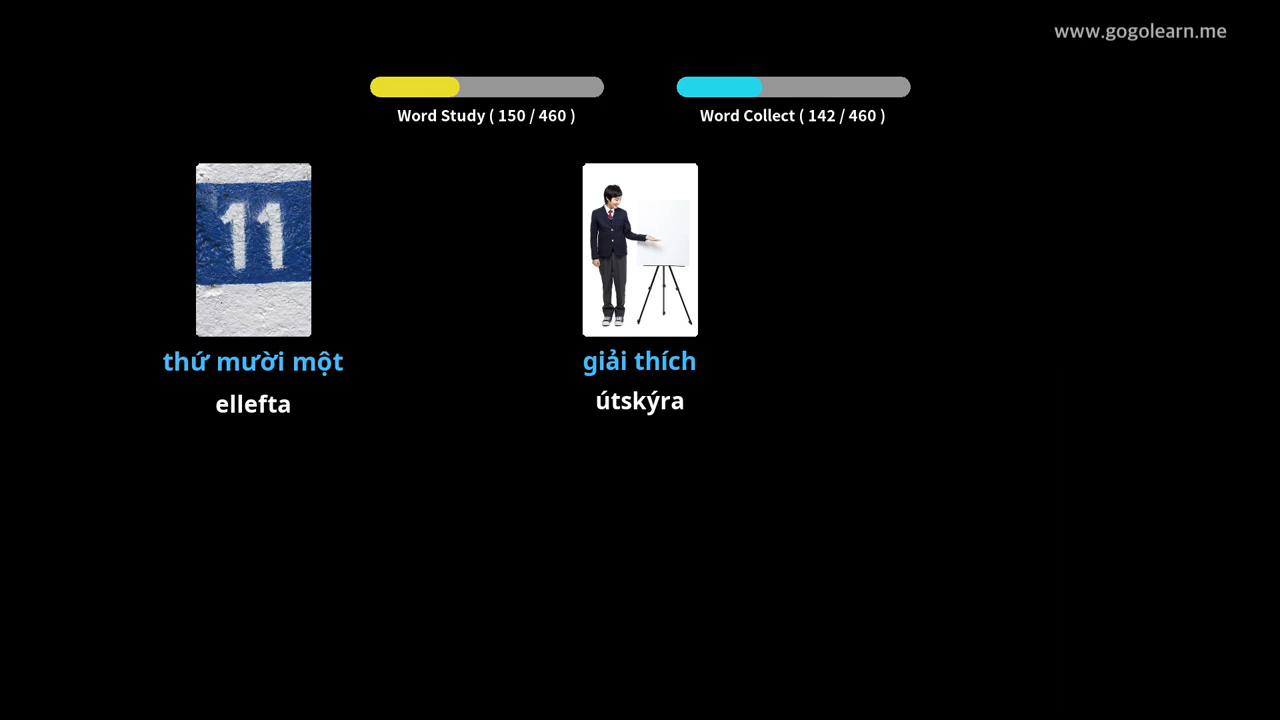 www.gogolearn.me
Word Study ( 150 / 460 )
Word Collect ( 142 / 460 )
11
thứ mười một
giải thích
ellefta
útskýra